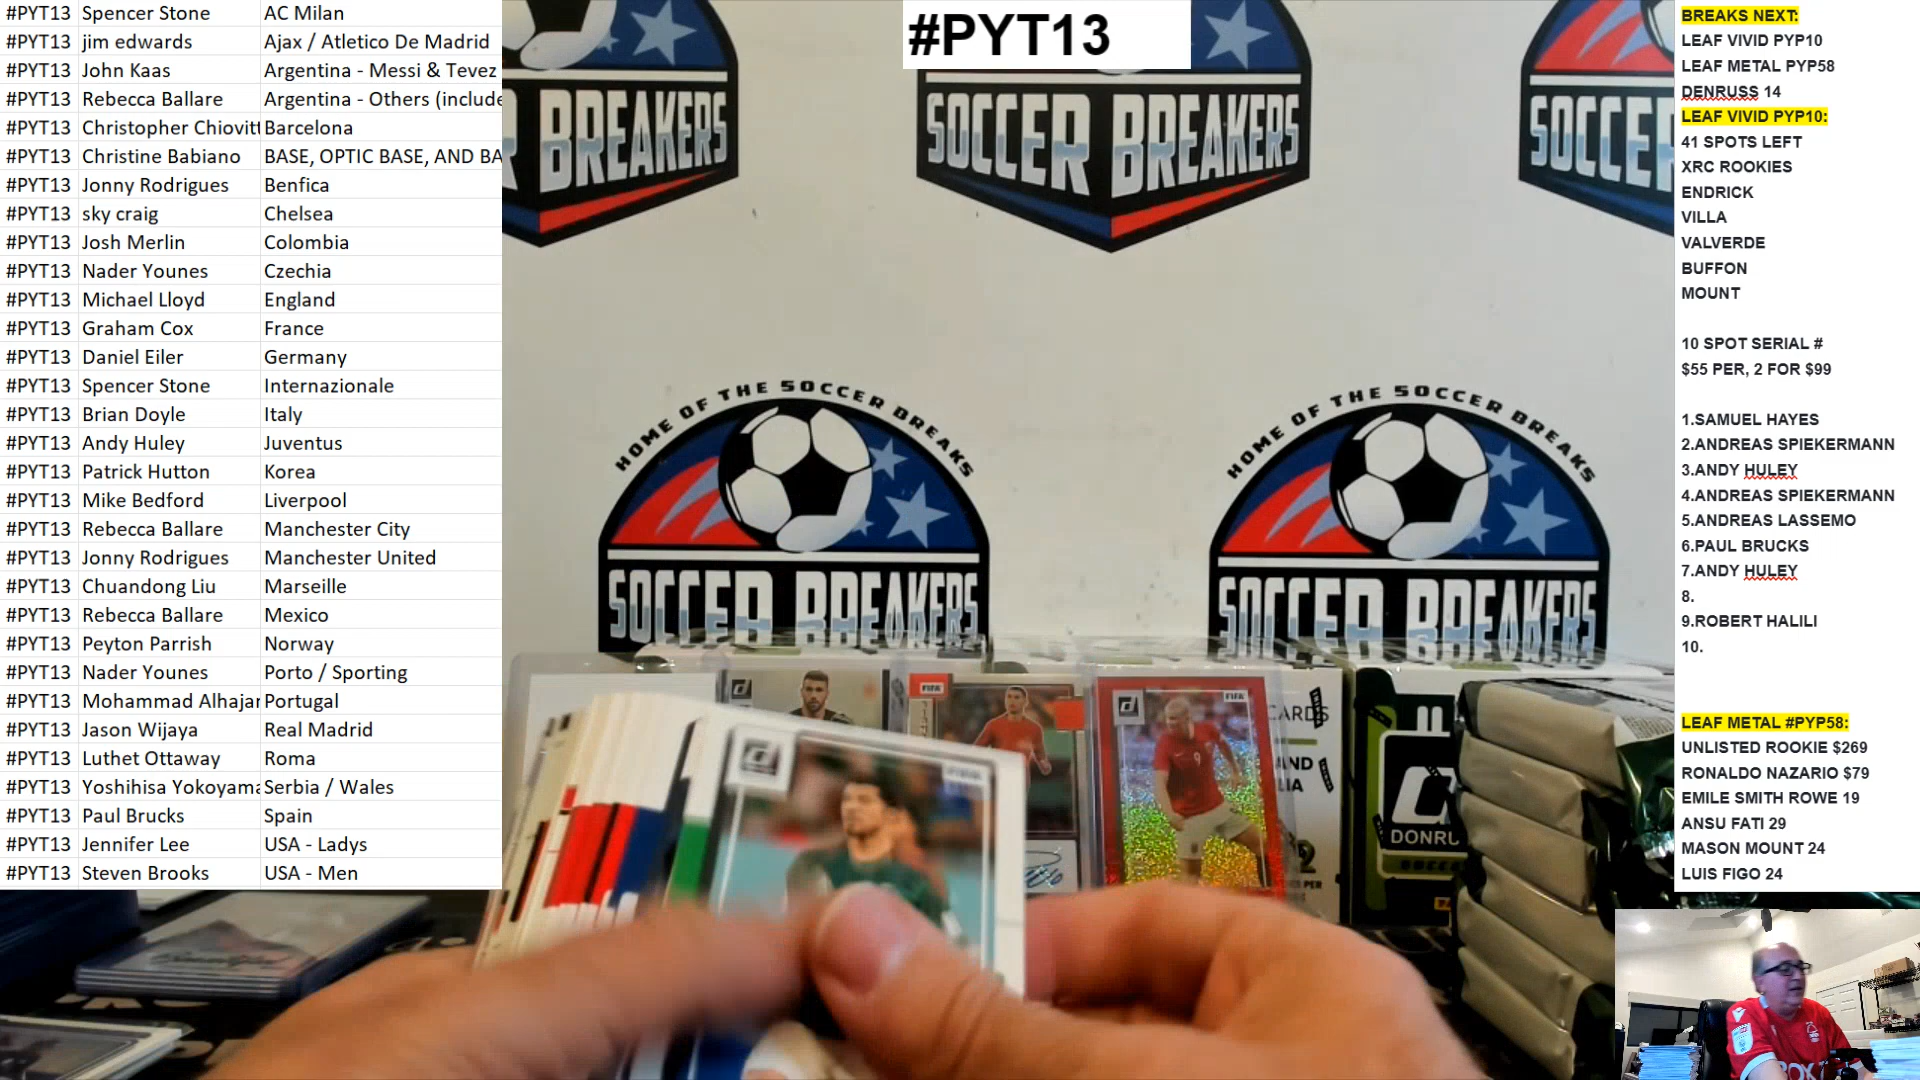 #PYT13 Spencer Stone AC Milan
#PYT13 jim edwards Ajax / Atletico De Madrid
#PYT13 John Kaas Argentina - Messi & Tevez
#PYT13 Rebecca Ballare Argentina - Others (include
#PYT13 Christopher Chiovitt Barcelona
#PYT13 Christine Babiano BASE, OPTIC BASE, AND BA
#PYT13 Jonny Rodrigues Benfica
#PYT13 sky craig Chelsea
#PYT13 Josh Merlin Colombia
#PYT13 Nader Younes Czechia
#PYT13 Michael Lloyd England
#PYT13 Graham Cox France
#PYT13 Daniel Eiler Germany
#PYT13 Spencer Stone Internazionale
#PYT13 Brian Doyle Italy
#PYT13 Andy Huley Juventus
#PYT13 Patrick Hutton Korea
#PYT13 Mike Bedford Liverpool
#PYT13 Rebecca Ballare Manchester City
#PYT13 Jonny Rodrigues Manchester United
#PYT13 Chuandong Liu Marseille
#PYT13 Rebecca Ballare Mexico
#PYT13 Peyton Parrish Norway
#PYT13 Nader Younes Porto / Sporting
#PYT13 Mohammad Alhajar Portugal
#PYT13 Jason Wijaya Real Madrid
#PYT13 Luthet Ottaway Roma
#PYT13 Yoshihisa Yokoyama Serbia / Wales
#PYT13 Paul Brucks Spain
#PYT13 Jennifer Lee USA - Ladys
#PYT13 Steven Brooks USA - Men
#PYT13
R BREAKERS
SOCCER BREAKERS
SOCCER
HOME OF THE SOCCER BREAKS
SOCCER BREAKERS
HOME OF THE SOCCER BREAKS
SOCCER BREAKERS
FIFA
FIFA
CARDS
DONRU
BREAKS NEXT:
LEAF VIVID PYP10
LEAF METAL PYP58
DENRUSS 14
LEAF VIVID PYP10:
41 SPOTS LEFT
XRC ROOKIES
ENDRICK
VILLA
VALVERDE
BUFFON
MOUNT
10 SPOT SERIAL #
$55 PER, 2 FOR $99
1.SAMUEL HAYES
2.ANDREAS SPIEKERMANN
3.ANDY HULEY
4.ANDREAS SPIEKERMANN
5.ANDREAS LASSEMO
6.PAUL BRUCKS
7.ANDY HULEY
8.
9.ROBERT HALILI
10.
LEAF METAL #PYP58:
UNLISTED ROOKIE $269
RONALDO NAZARIO $79
EMILE SMITH ROWE 19
ANSU FATI 29
MASON MOUNT 24
LUIS FIGO 24